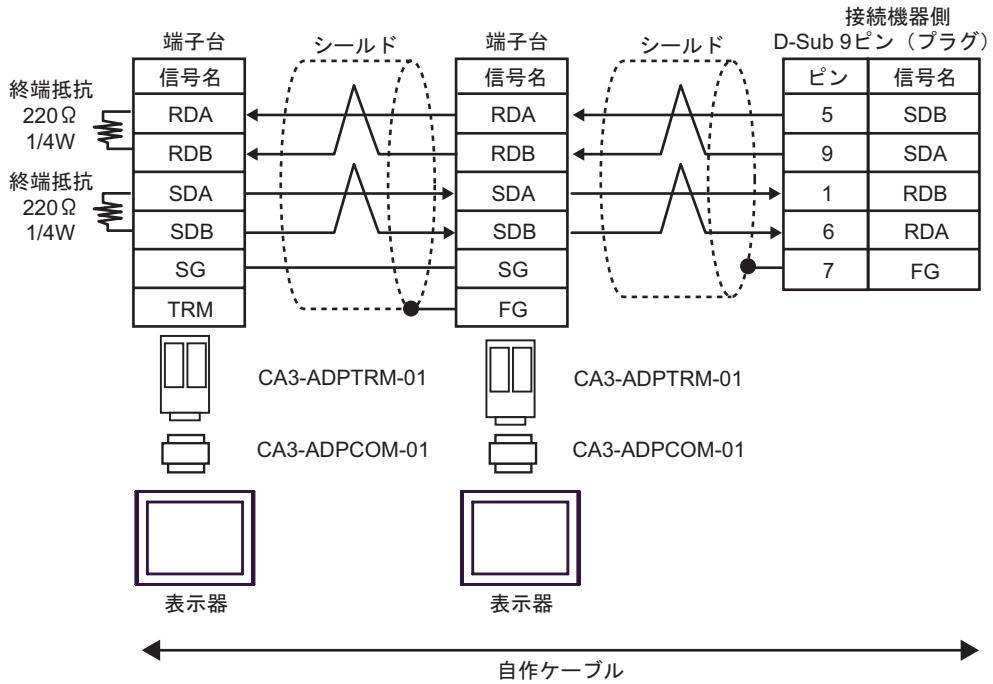 接続機器側
端子台
シールド
端子台
シールド
D-Sub 9ピン（プラグ）
信号名
信号名
ピン
信号名
終端抵抗
220Ω
1/4W
RDA
RDA
5
SDB
RDB
RDB
9
SDA
終端抵抗
220Ω
1/4W
SDA
SDA
1
RDB
SDB
SDB
6
RDA
SG
SG
7
FG
TRM
FG
CA3-ADPTRM-01
CA3-ADPTRM-01
CA3-ADPCOM-01
CA3-ADPCOM-01
表示器
表示器
自作ケーブル